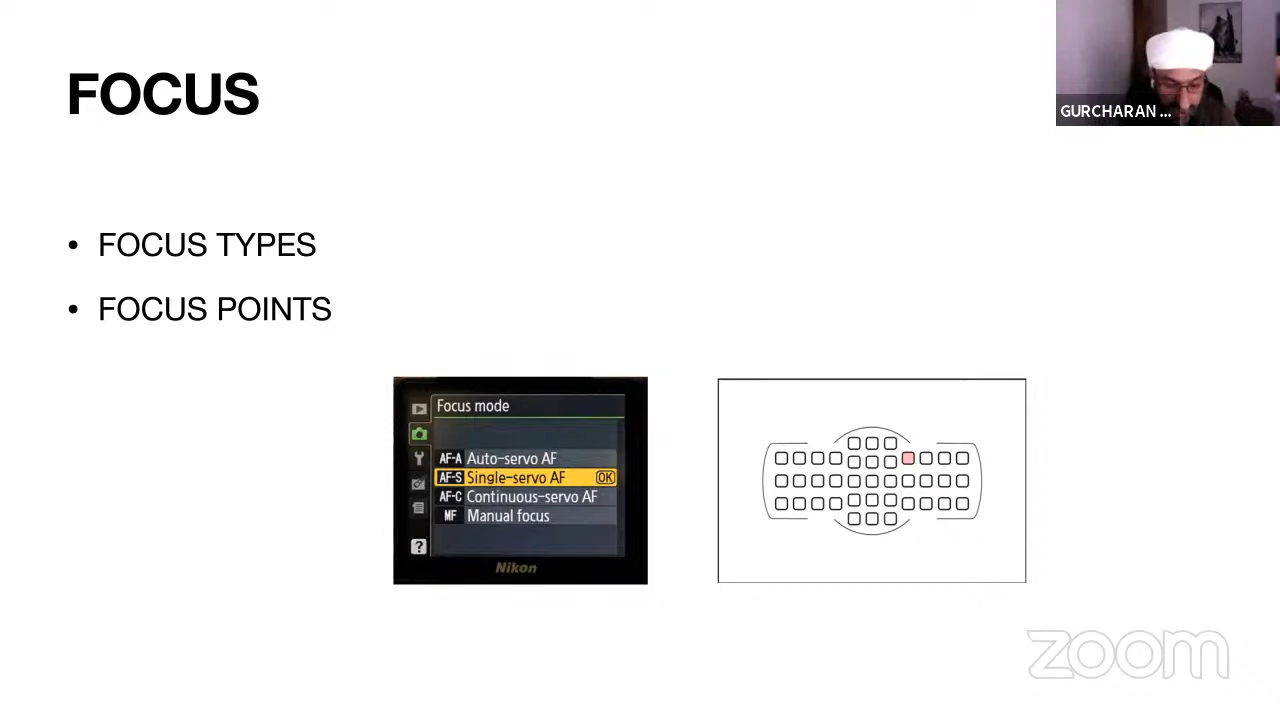 FOCUS
GURCHARAN ...
• FOCUS TYPES
• FOCUS POINTS
Focus mode
AF-A Auto-servo AF
AF-S Single-servo AF OK
AF-C Continuous-servo AF
MF Manual focus
?
Nikon
zoom